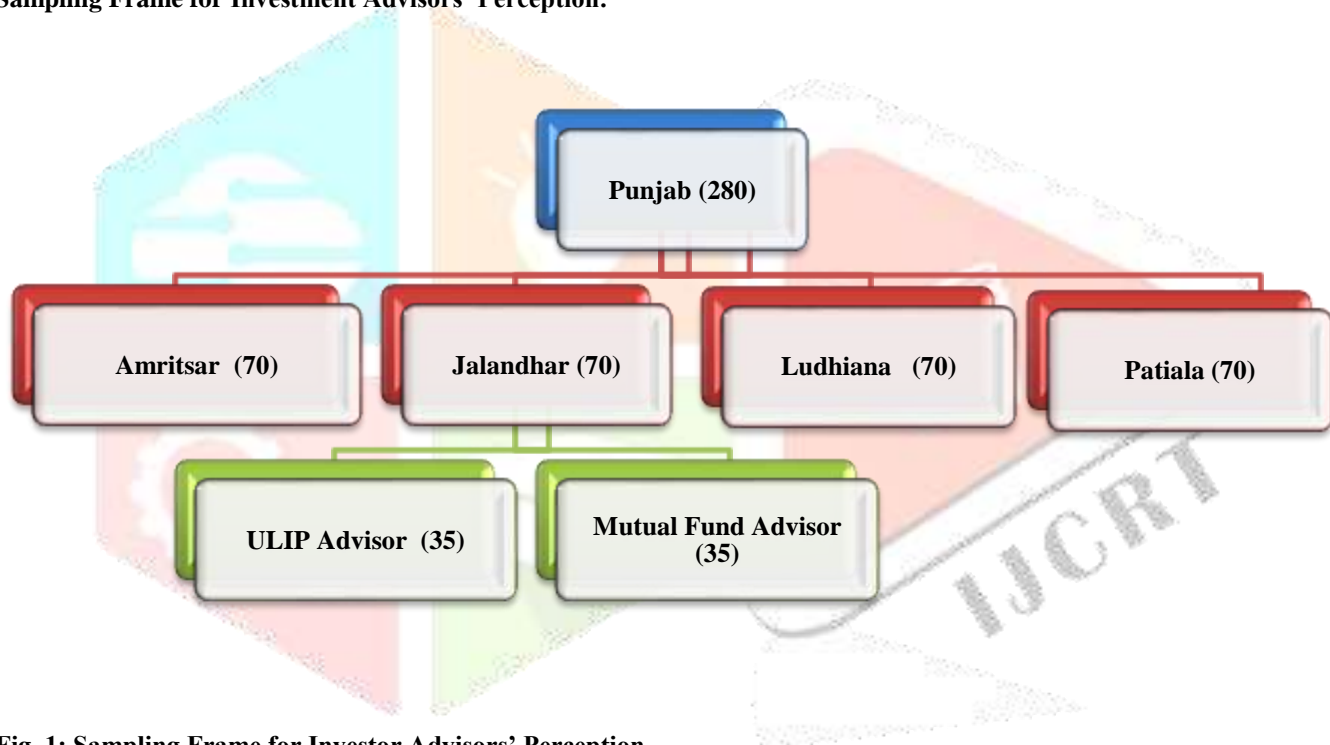 Sampling Frame for Investment Advisors' Perception.
Punjab (280)
Amritsar (70)
Jalandhar (70)
Ludhiana (70)
Patiala (70)
ULIP Advisor (35)
Mutual Fund Advisor
(35)
IJCRT
Fig. 1: Sampling Frame for Investor Advisors' Perception